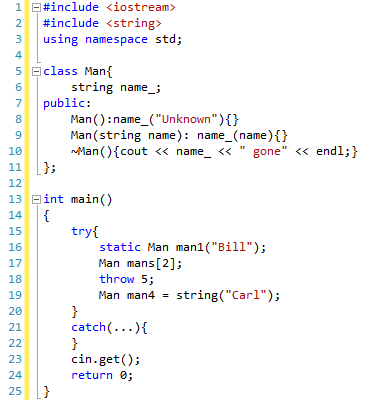 1 #include <iostream>
2 #include <string>
3 using namespace std;
4
5 class Man{
6     string name_;
7 public:
8     Man():name_("Unknown"){}
9     Man(string name): name_(name){}
10     ~Man(){cout << name_ << " gone" << endl;}
11 };
12
13 int main()
14 {
15     try{
16         static Man man1("Bill");
17         Man mans[2];
18         throw 5;
19         Man man4 = string("Carl");
20     }
21     catch(...){
22     }
23     cin.get();
24     return 0;
25 }